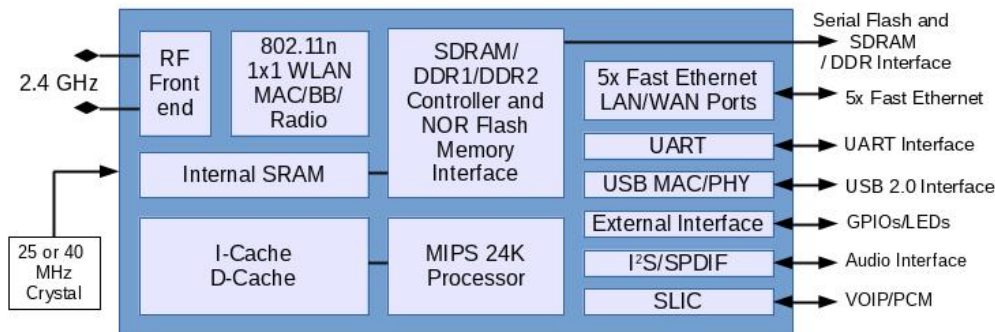 2.4 GHz
25 or 40
MHz
Crystal
RF
Front
end
802.11n
1x1 WLAN
MAC/BB/
Radio
Internal SRAM
I-Cache
D-Cache
SDRAM/
DDR1/DDR2
Controller and
NOR Flash
Memory
Interface
MIPS 24K
Processor
5x Fast Ethernet
LAN/WAN Ports
UART
USB MAC/PHY
External Interface
I²S/SPDIF
SLIC
Serial Flash and
SDRAM
/ DDR Interface
5x Fast Ethernet
UART Interface
USB 2.0 Interface
GPIOs/LEDs
Audio Interface
VOIP/PCM